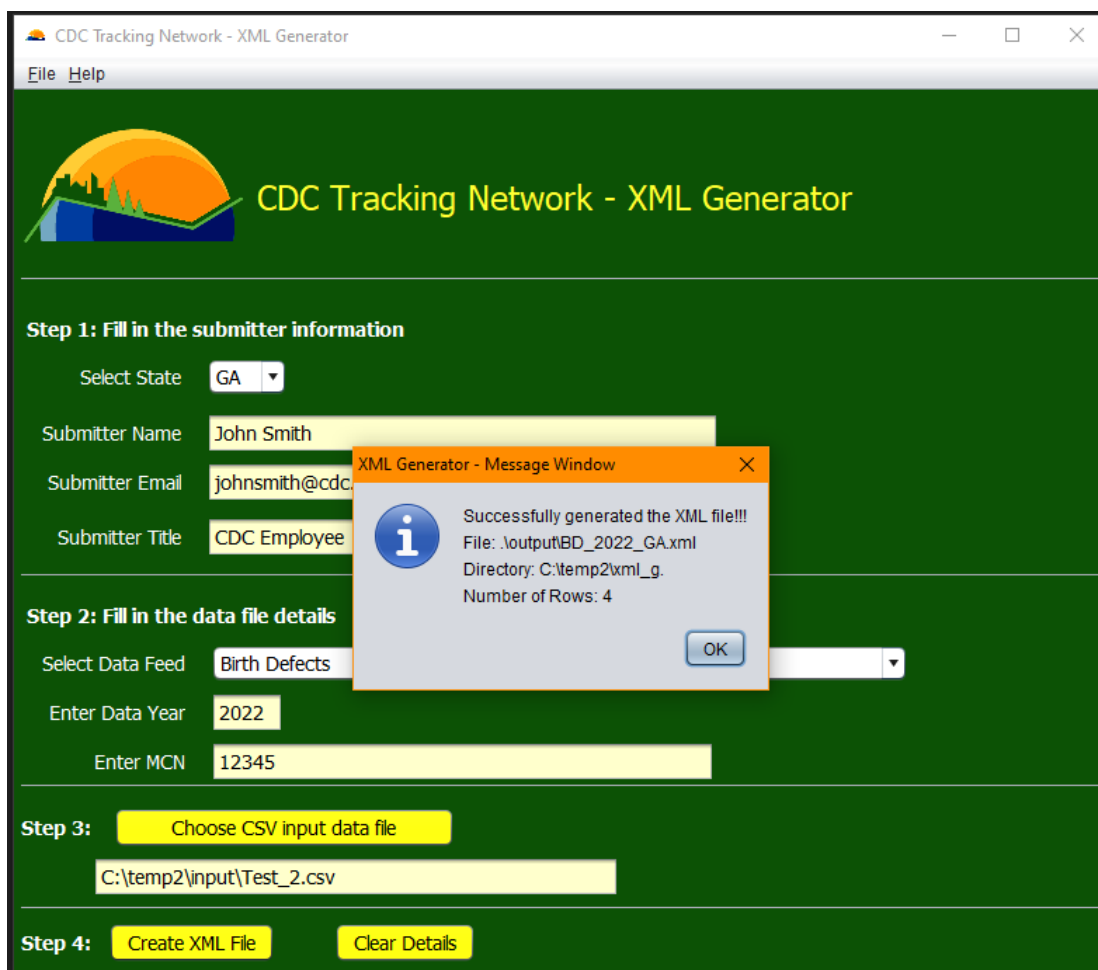 CDC Tracking Network - XML Generator
File Help
CDC Tracking Network - XML Generator
Step 1: Fill in the submitter information
Select State GA
Submitter Name John Smith
Submitter Email johnsmith@cdc.
Submitter Title CDC Employee
XML Generator - Message Window
Successfully generated the XML file!!!
File: .\output\BD_2022_GA.xml
Directory: C:\temp2\xml_g.
Number of Rows: 4
OK
Step 2: Fill in the data file details
Select Data Feed Birth Defects
Enter Data Year 2022
Enter MCN 12345
Step 3: Choose CSV input data file
C:\temp2\input\Test_2.csv
Step 4: Create XML File Clear Details